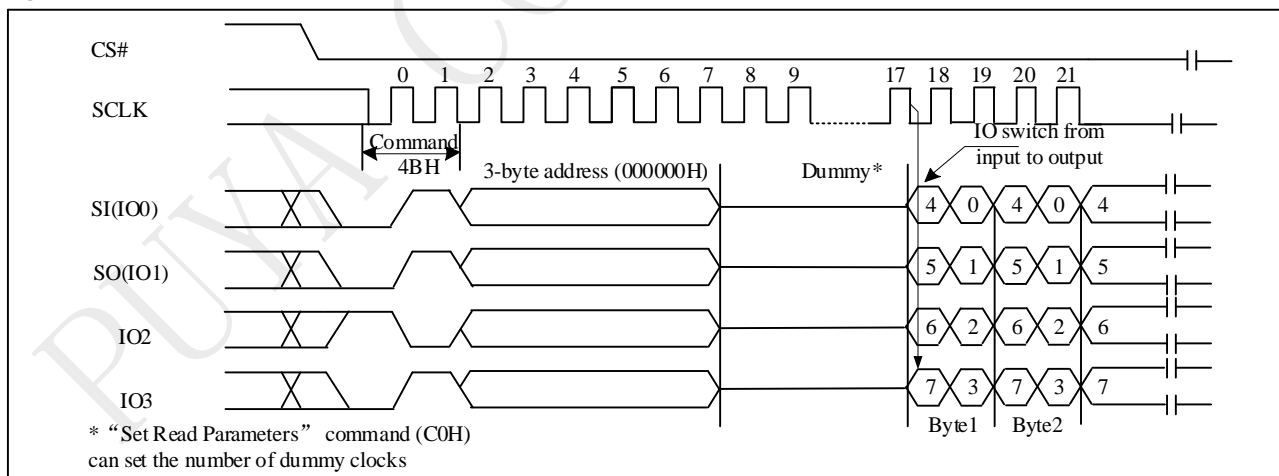 CS#
0 1 2 3 4 5 6 7 8 9 17 18 19 20 21
SCLK
Command
4BH
IO switch from
input to output
3-byte address (000000H)
Dummy*
SI(IO0)
4 0 4 0 4
SO(IO1)
5 1 5 1 5
IO2
6 2 6 2 6
IO3
7 3 7 3 7
Byte1 Byte2
* “Set Read Parameters” command (C0H)
can set the number of dummy clocks
PUYA C